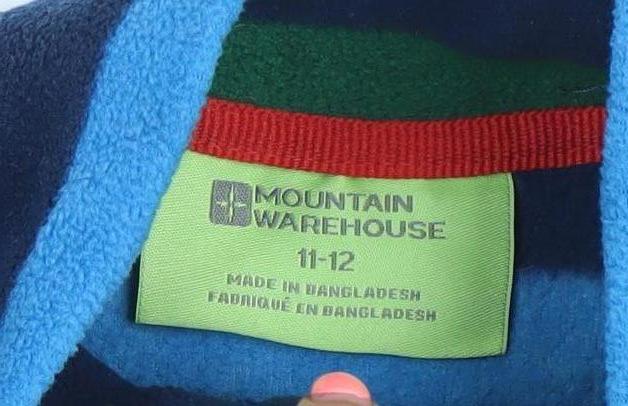 MOUNTAIN
WAREHOUSE
11-12
MADE IN BANGLADESH
FABRIQUÉ EN BANGLADESH